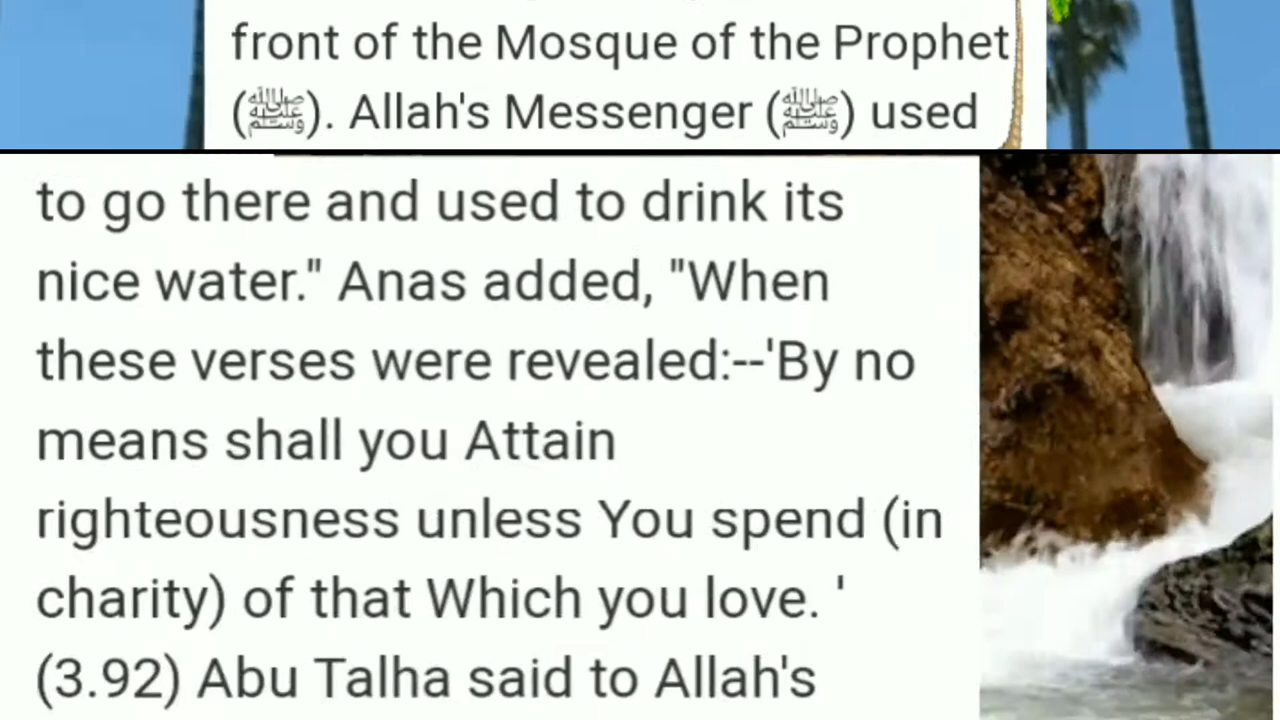 front of the Mosque of the Prophet
(ﷺ). Allah's Messenger (ﷺ) used
to go there and used to drink its
nice water." Anas added, "When
these verses were revealed:--'By no
means shall you Attain
righteousness unless You spend (in
charity) of that Which you love. '
(3.92) Abu Talha said to Allah's